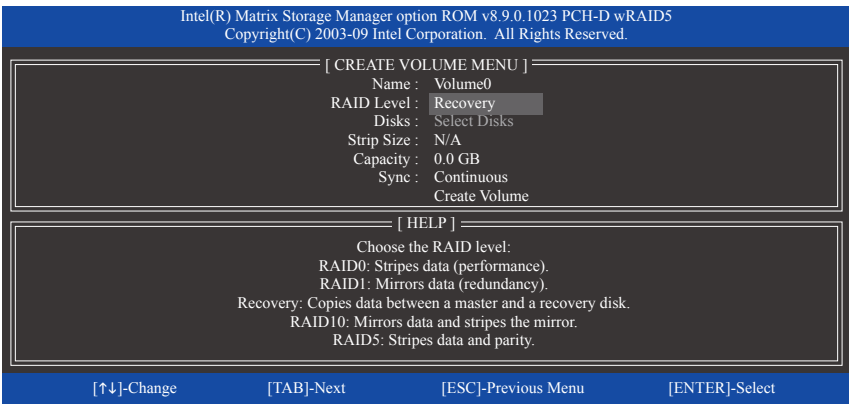 Intel(R) Matrix Storage Manager option ROM v8.9.0.1023 PCH-D wRAID5
Copyright(C) 2003-09 Intel Corporation. All Rights Reserved.
[ CREATE VOLUME MENU ]
Name : Volume0
RAID Level : Recovery
Disks : Select Disks
Strip Size : N/A
Capacity : 0.0 GB
Sync : Continuous
Create Volume
[ HELP ]
Choose the RAID level:
RAID0: Stripes data (performance).
RAID1: Mirrors data (redundancy).
Recovery: Copies data between a master and a recovery disk.
RAID10: Mirrors data and stripes the mirror.
RAID5: Stripes data and parity.
[↑↓]-Change [TAB]-Next [ESC]-Previous Menu [ENTER]-Select